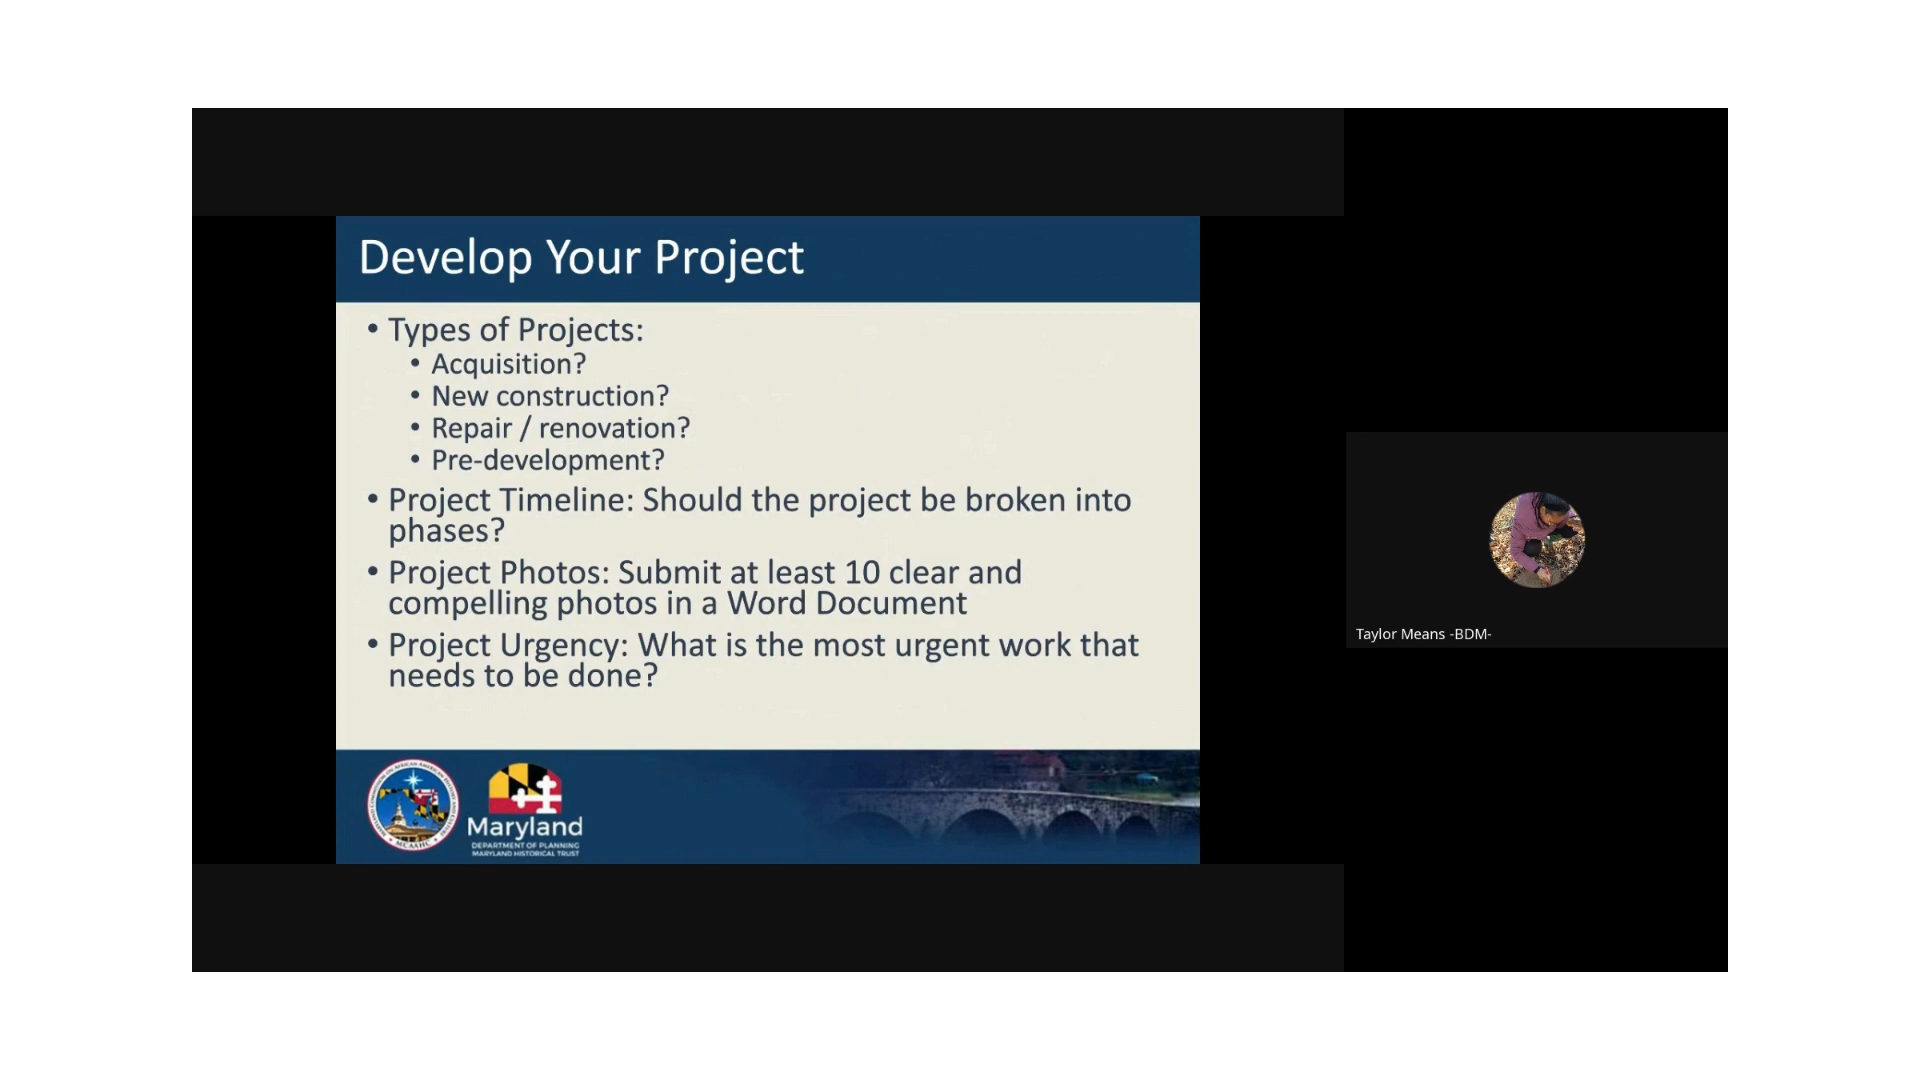 Develop Your Project
• Types of Projects:
• Acquisition?
• New construction?
• Repair / renovation?
• Pre-development?
• Project Timeline: Should the project be broken into
phases?
• Project Photos: Submit at least 10 clear and
compelling photos in a Word Document
• Project Urgency: What is the most urgent work that
needs to be done?
MCAAHC
Maryland
DEPARTMENT OF PLANNING
MARYLAND HISTORICAL TRUST
Taylor Means -BDM-